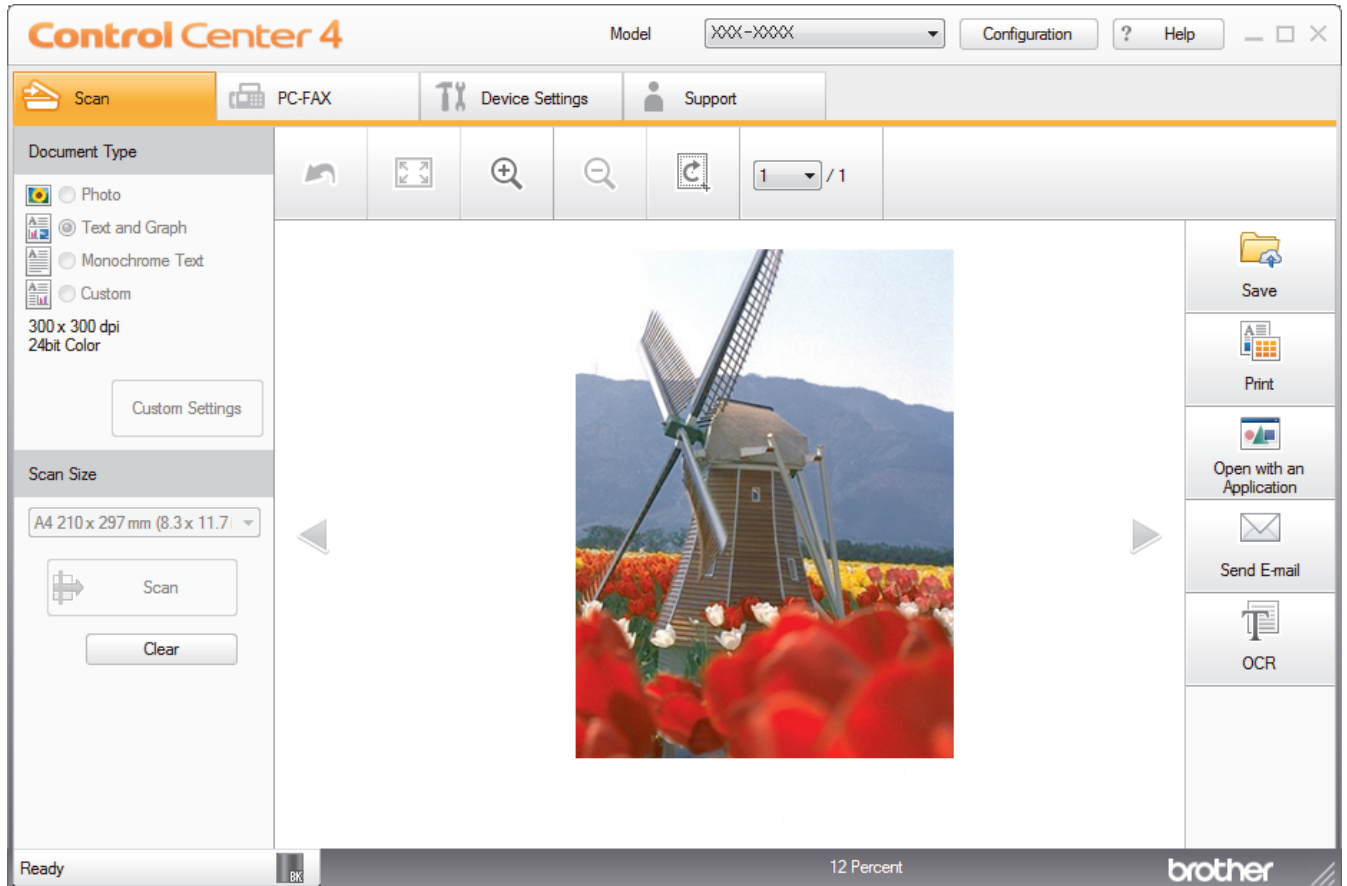 Control Center 4
Model
XXX-XXXX
Configuration
? Help
Scan
PC-FAX
Device Settings
Support
Document Type
Photo
Text and Graph
Monochrome Text
Custom
300 x 300 dpi
24bit Color
Custom Settings
Scan Size
A4 210 x 297 mm (8.3 x 11.7
Scan
Clear
1 / 1
Save
Print
Open with an
Application
Send E-mail
OCR
Ready
BK
12 Percent
brother